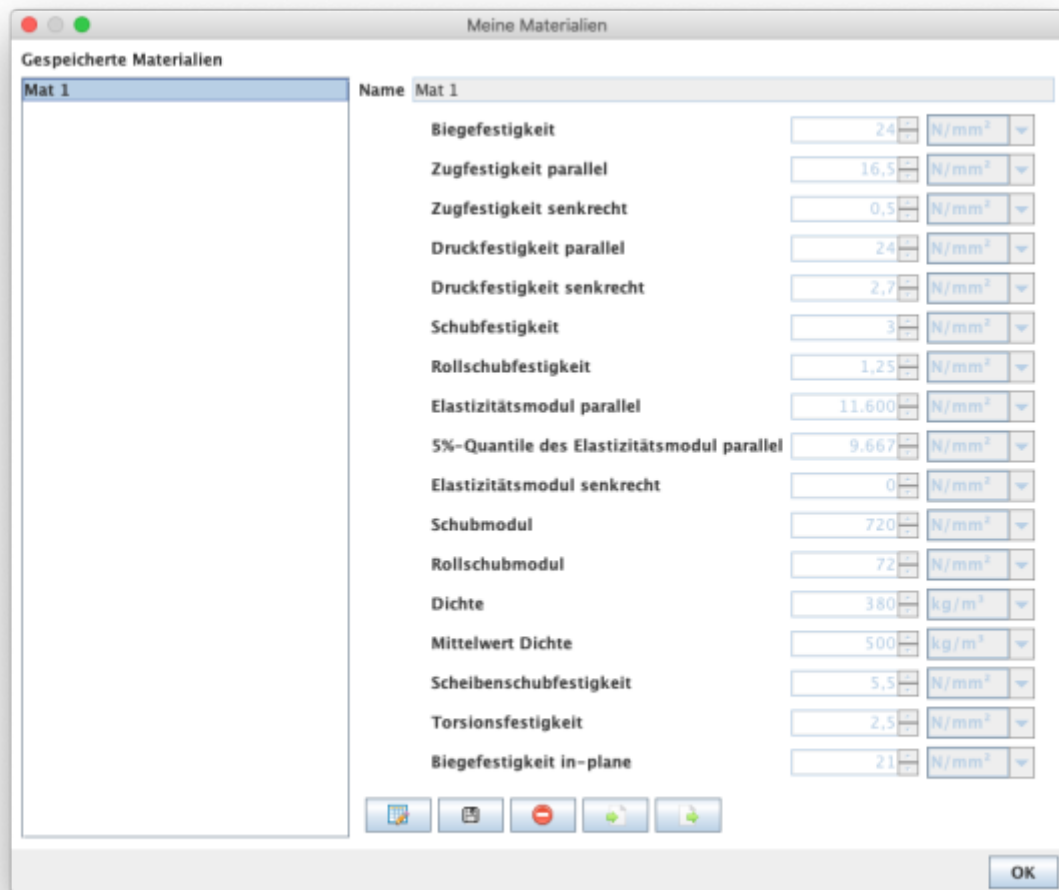 Meine Materialien
Gespeicherte Materialien
Mat 1
Name Mat 1
Biegefestigkeit 24 N/mm²
Zugfestigkeit parallel 16,5 N/mm²
Zugfestigkeit senkrecht 0,5 N/mm²
Druckfestigkeit parallel 24 N/mm²
Druckfestigkeit senkrecht 2,7 N/mm²
Schubfestigkeit 3 N/mm²
Rollschubfestigkeit 1,25 N/mm²
Elastizitätsmodul parallel 11.600 N/mm²
5%-Quantile des Elastizitätsmodul parallel 9.667 N/mm²
Elastizitätsmodul senkrecht 0 N/mm²
Schubmodul 720 N/mm²
Rollschubmodul 72 N/mm²
Dichte 380 kg/m³
Mittelwert Dichte 500 kg/m³
Scheibenschubfestigkeit 5,5 N/mm²
Torsionsfestigkeit 2,5 N/mm²
Biegefestigkeit in-plane 21 N/mm²
OK